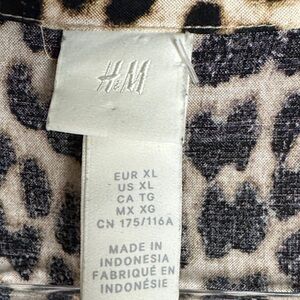 H&M
EUR XL
US XL
CA TG
MX XG
CN 175/116A
MADE IN
INDONESIA
FABRIQUÉ EN
INDONÉSIE